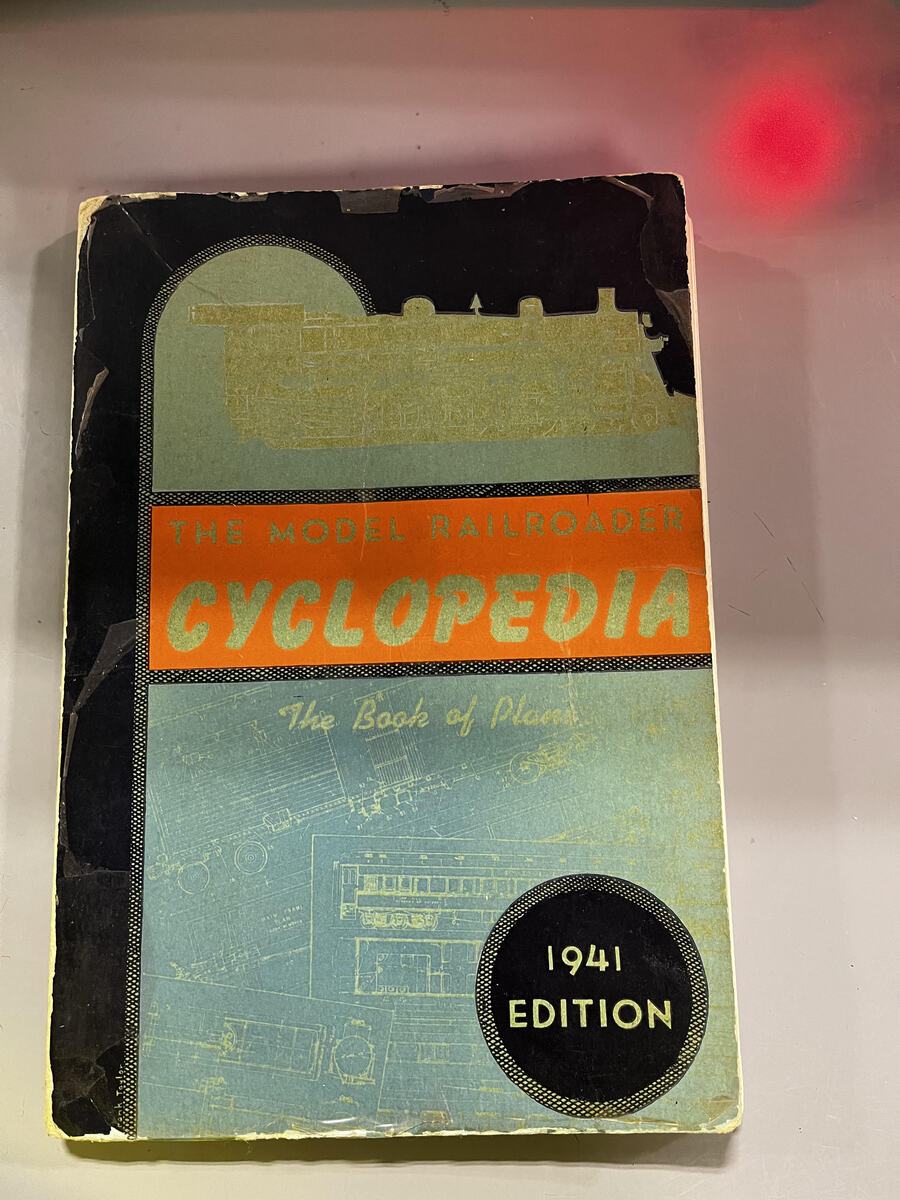 THE MODEL RAILROADER
CYCLOPEDIA
The Book of Plans
1941
EDITION